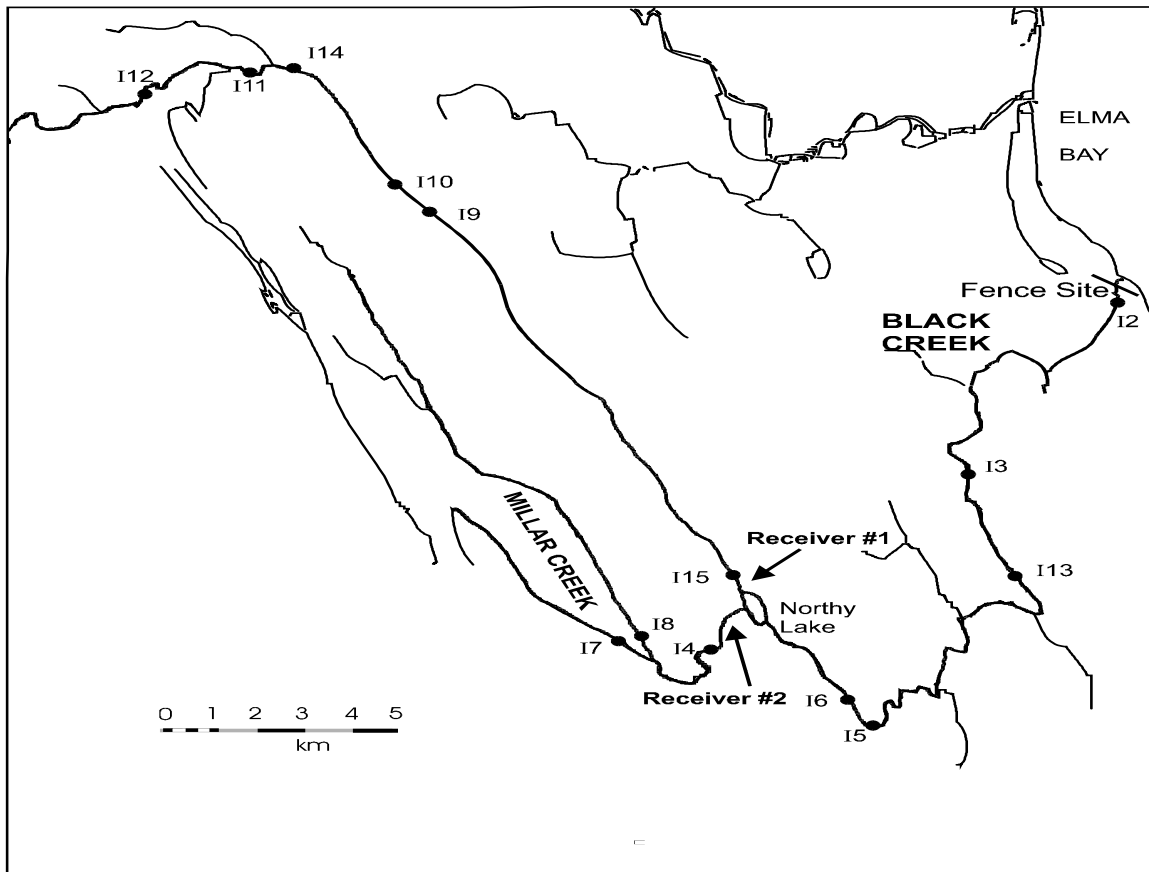 I14
I12
I11
ELMA
BAY
I10
I9
Fence Site
I2
BLACK
CREEK
I3
MILLAR CREEK
Receiver #1
I15
I13
Northy
Lake
I8
I7
I4
Receiver #2
I6
I5
0 1 2 3 4 5
km